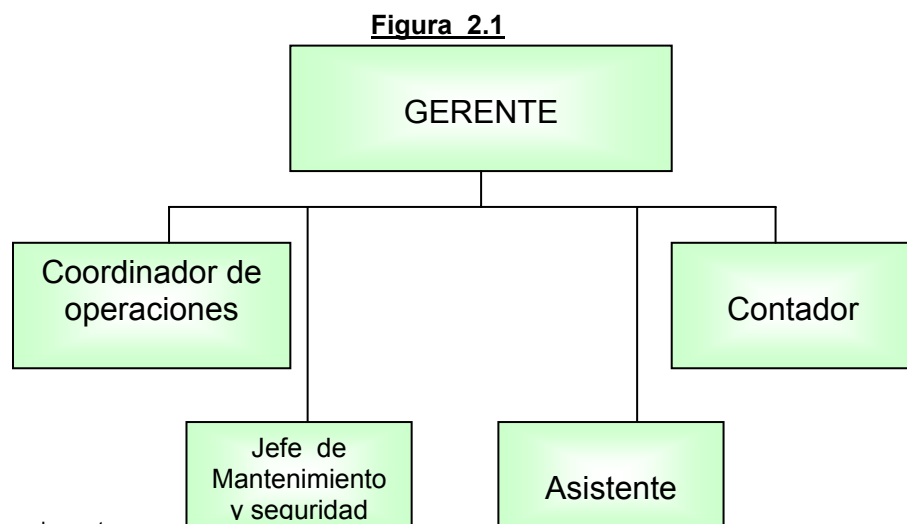 Figura 2.1
GERENTE
Coordinador de
operaciones
Contador
Jefe de
Mantenimiento
y seguridad
Asistente